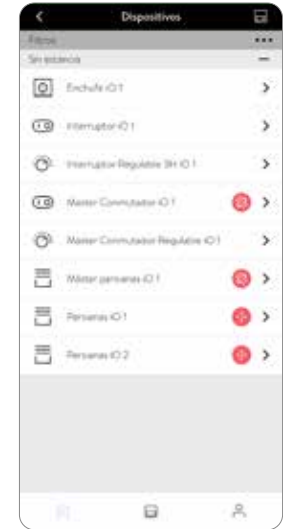 Dispositivos
Filtros
Sin estancia
Enchufe iO 1
Interruptor iO 1
Interruptor Regulable 3H iO 1
Master Conmutador iO 1
Master Conmutador Regulable iO 1
Máster persianas iO 1
Persianas iO 1
Persianas iO 2